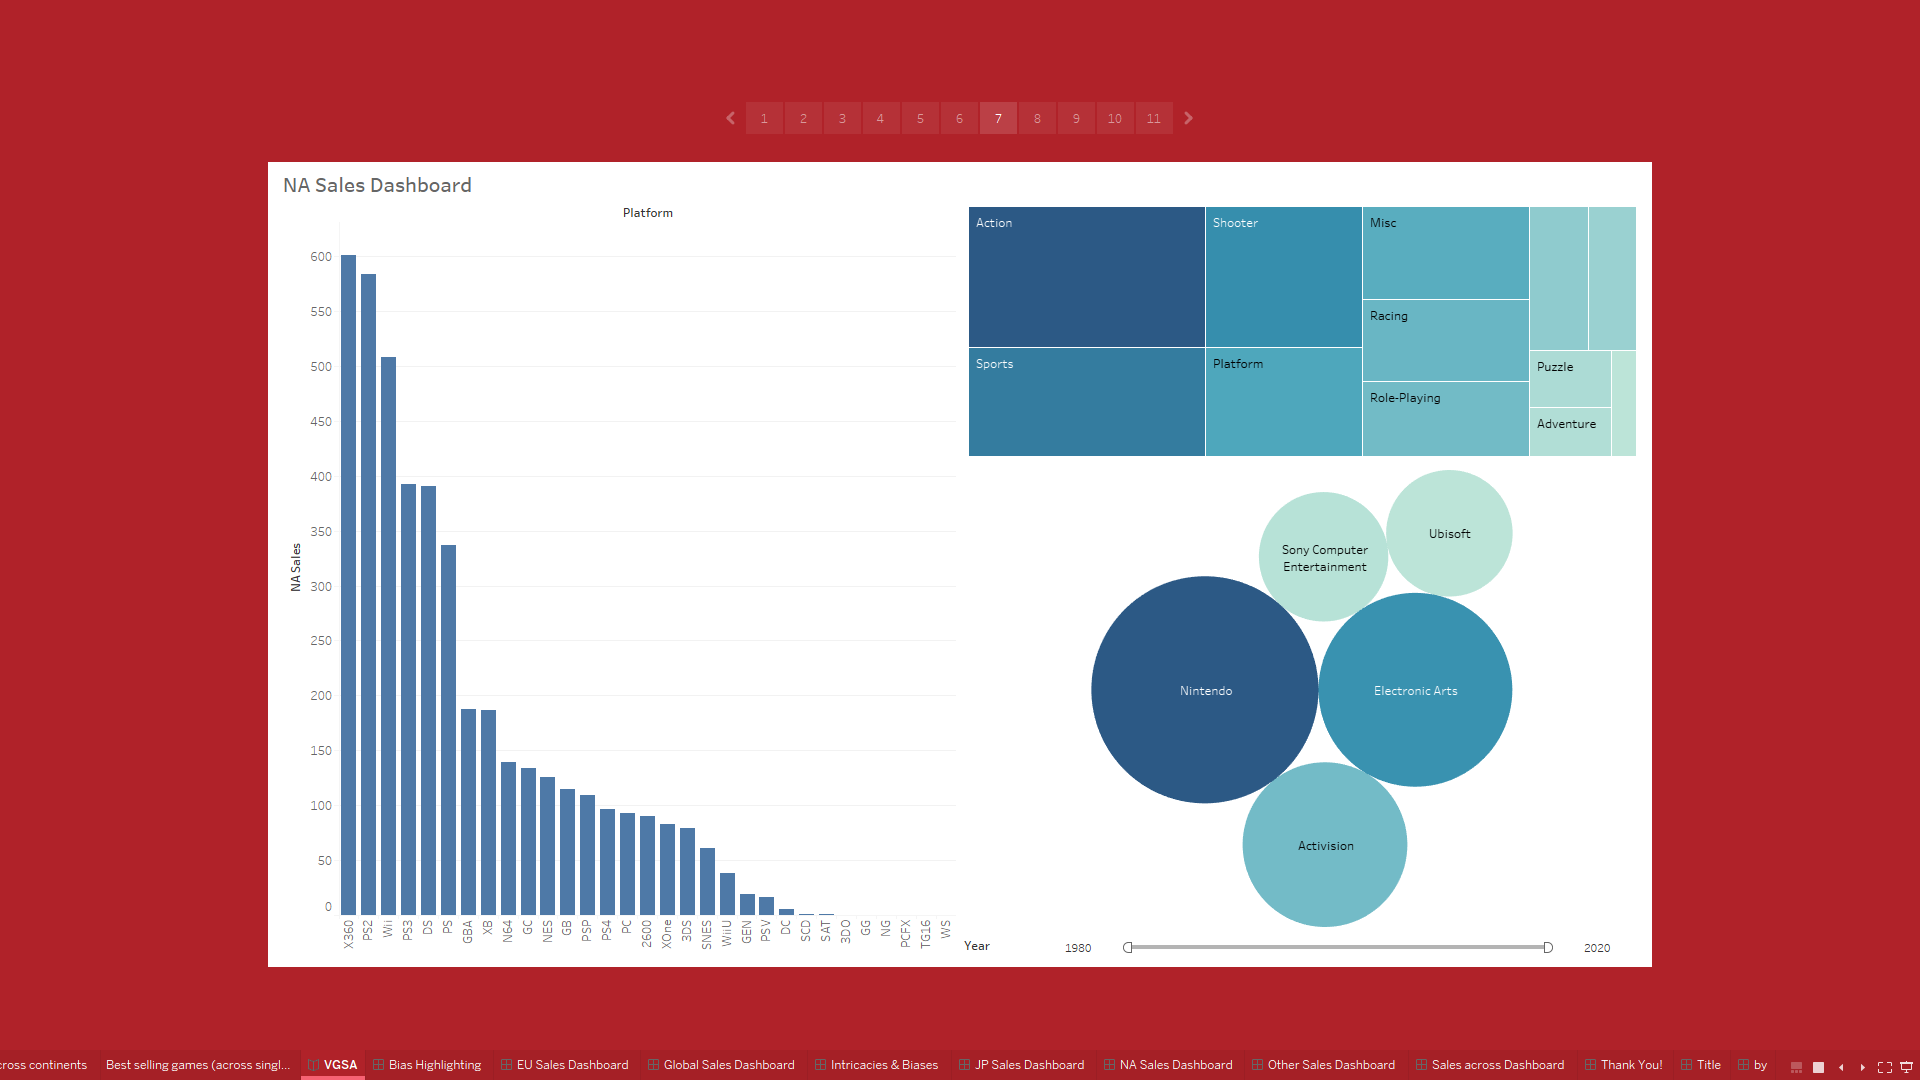 1 2 3 4 5 6 7 8 9 10 11
NA Sales Dashboard
Platform
600
550
500
450
400
350
300
250
200
150
100
50
0
NA Sales
X360 PS2 Wii PS3 DS PS GBA XB N64 GC NES GB PSP PS4 PC 2600 XOne 3DS SNES WiiU GEN PSV DC SCD SAT 3DO GG NG PCFX TG16 WS
Action
Shooter
Misc
Racing
Sports
Platform
Puzzle
Role-Playing
Adventure
Ubisoft
Sony Computer
Entertainment
Nintendo
Electronic Arts
Activision
Year 1980 2020
cross continents Best selling games (across singl... VGSA Bias Highlighting EU Sales Dashboard Global Sales Dashboard Intricacies & Biases JP Sales Dashboard NA Sales Dashboard Other Sales Dashboard Sales across Dashboard Thank You! Title by